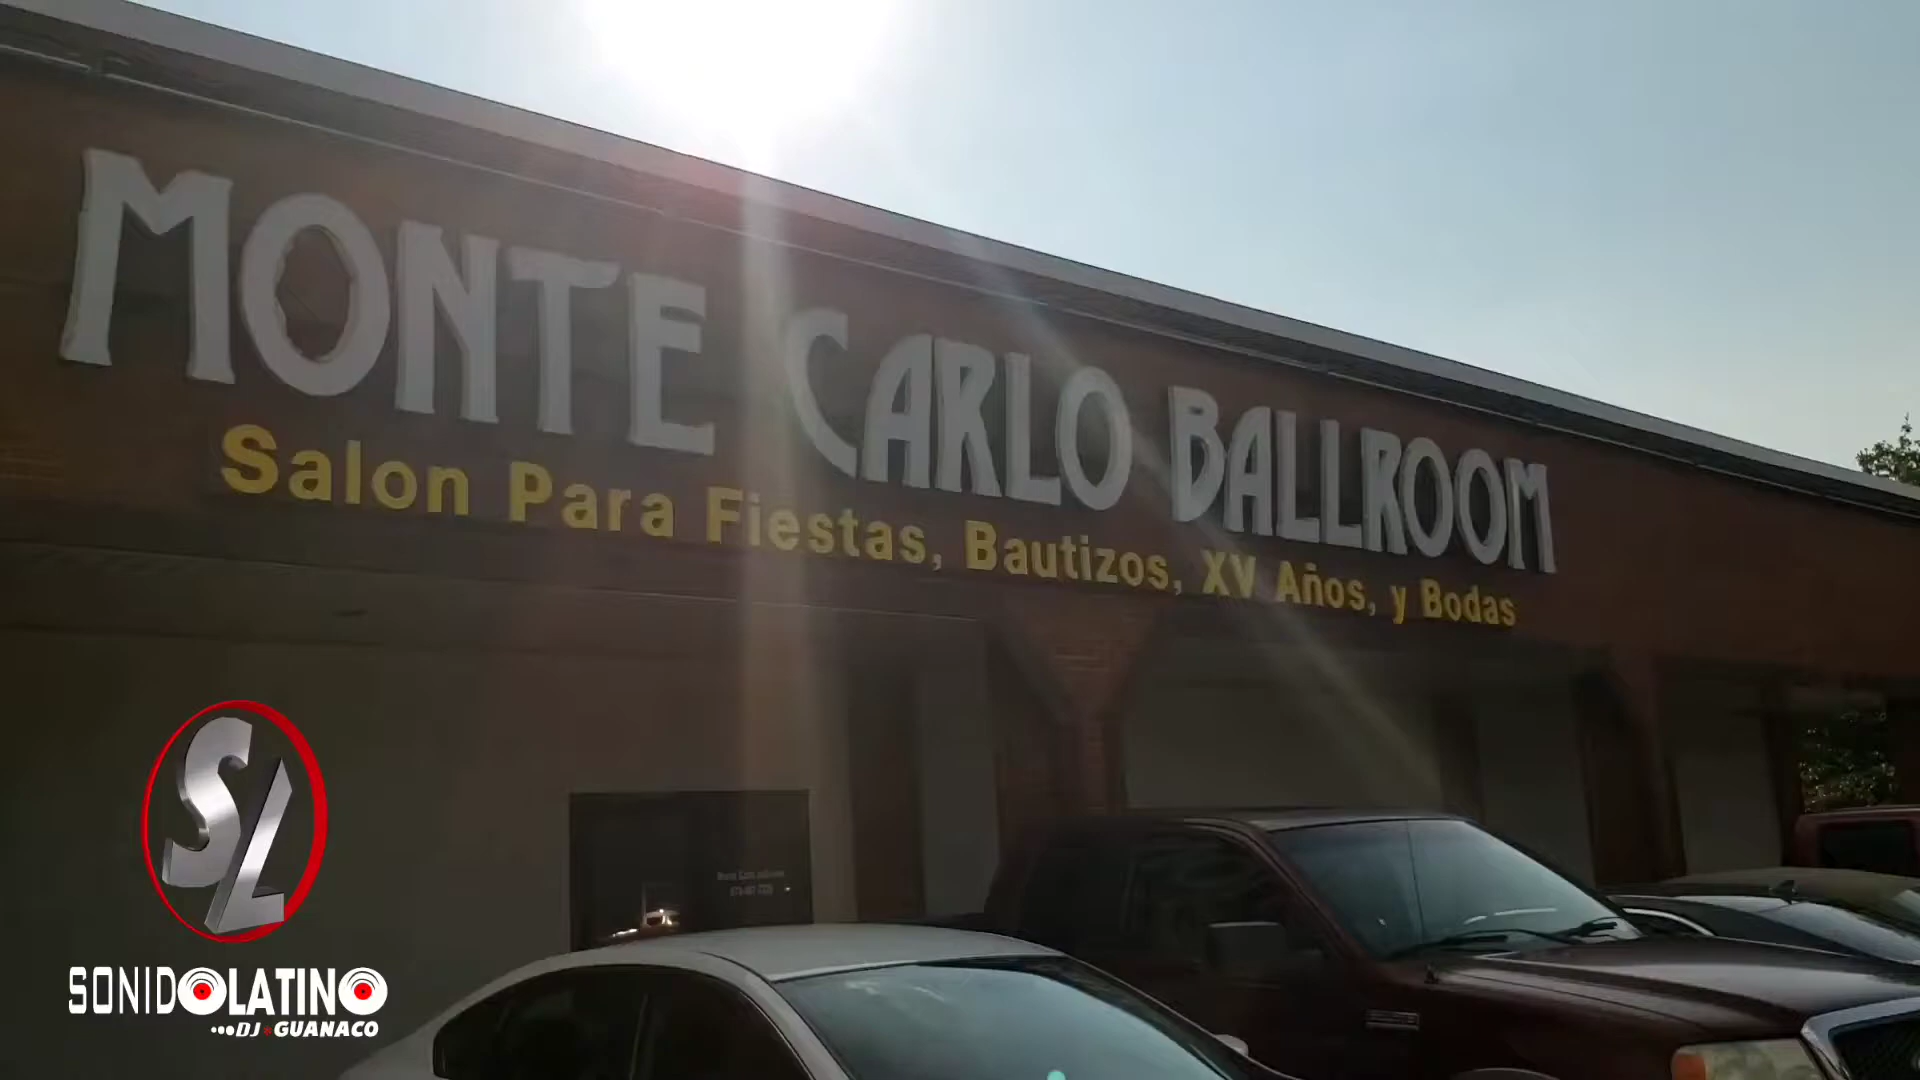 MONTE CARLO BALLROOM
Salon Para Fiestas, Bautizos, XV Años, y Bodas
SL
SONIDOLATINO
DJ GUANACO